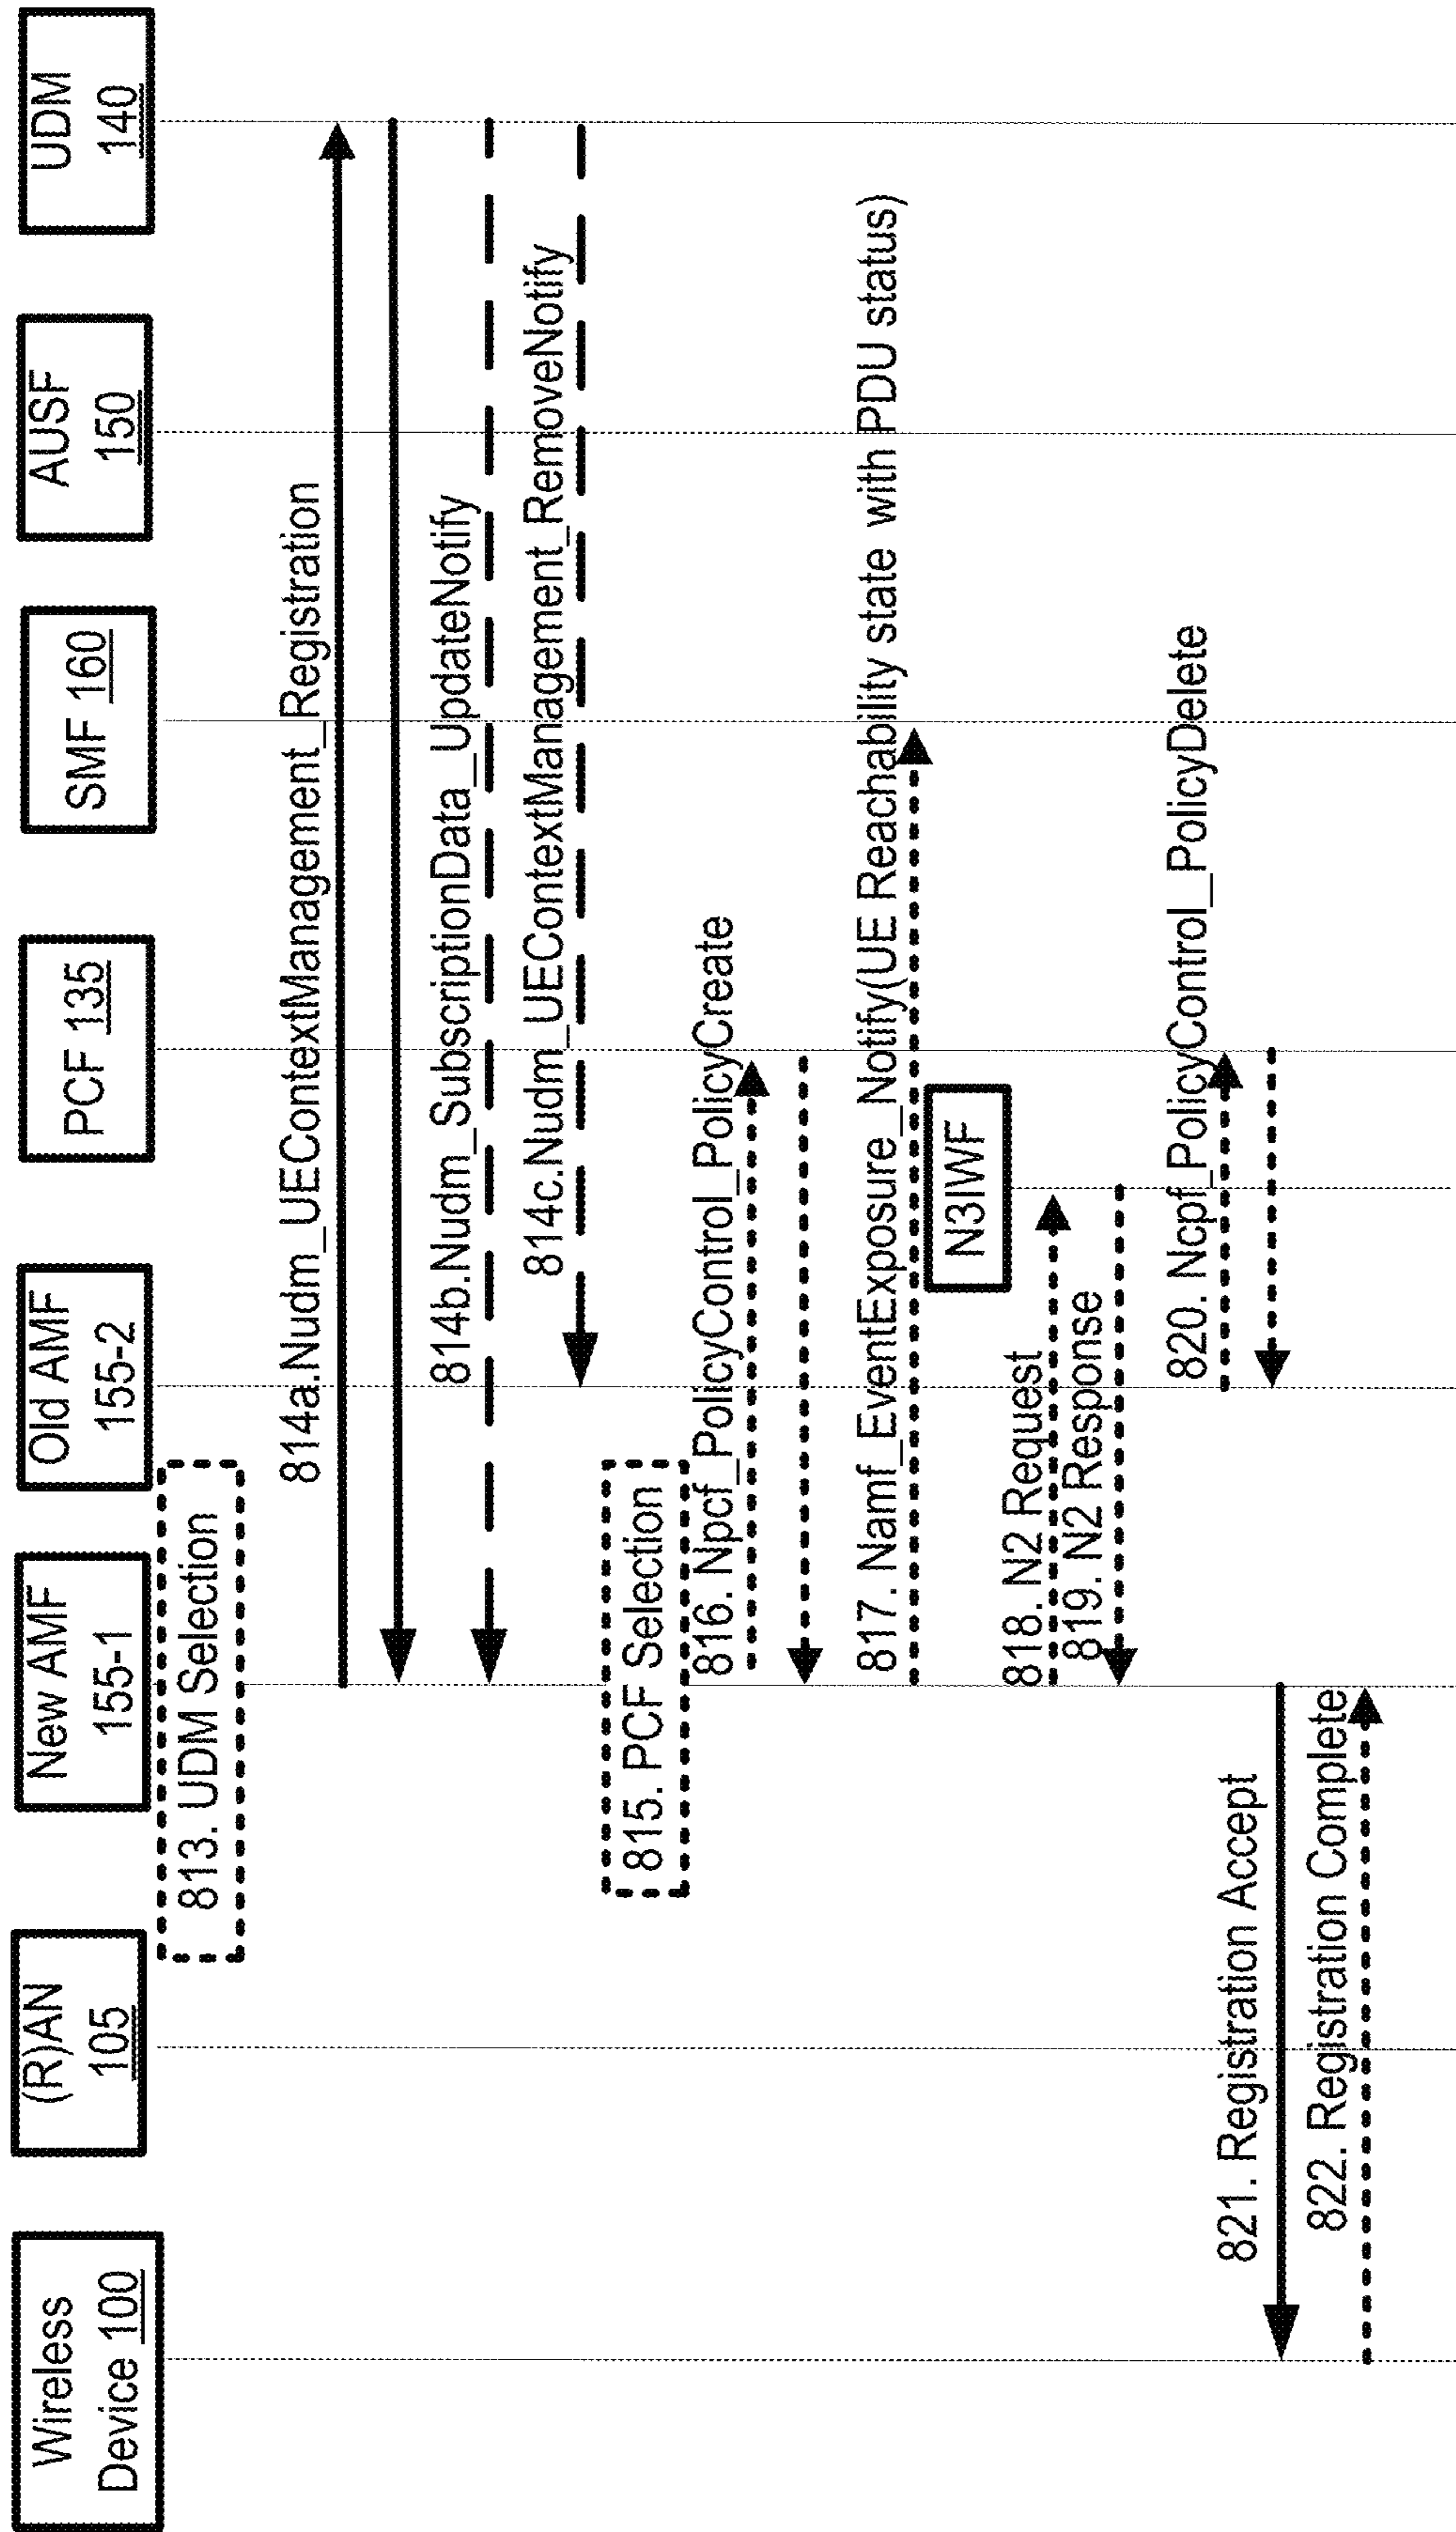 Wireless
Device 100
(R)AN
105
New AMF
155-1
Old AMF
155-2
PCF 135
SMF 160
AUSF
150
UDM
140
813. UDM Selection
814a.Nudm_UEContextManagement_Registration
814b.Nudm_SubscriptionData_UpdateNotify
814c.Nudm_UEContextManagement_RemoveNotify
815. PCF Selection
816. Npcf_PolicyControl_PolicyCreate
817. Namf_EventExposure_Notify(UE Reachability state with PDU status)
N3IWF
818. N2 Request
819. N2 Response
820. Ncpf_PolicyControl_PolicyDelete
821. Registration Accept
822. Registration Complete